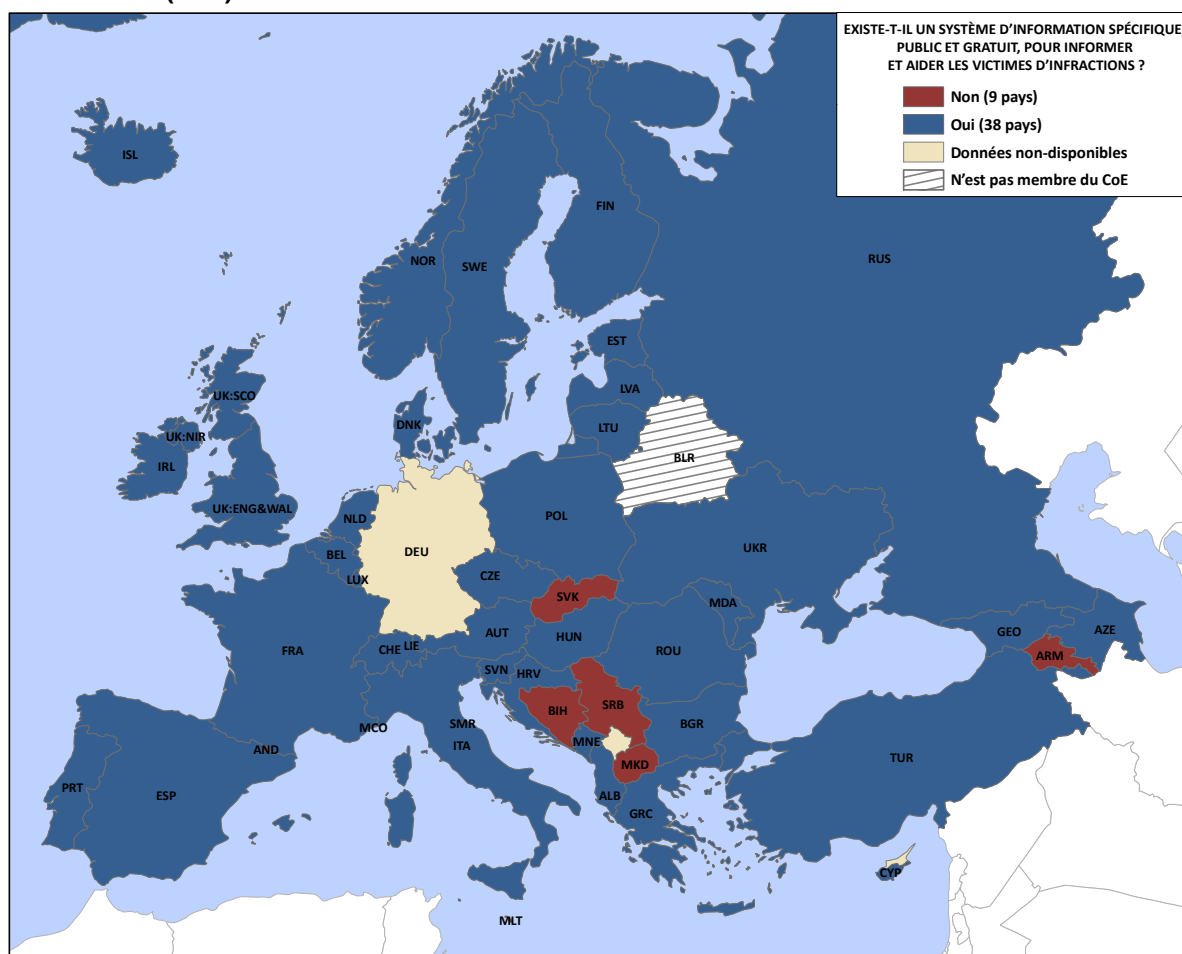 EXISTE-T-IL UN SYSTÈME D'INFORMATION SPÉCIFIQUE,
PUBLIC ET GRATUIT, POUR INFORMER
ET AIDER LES VICTIMES D'INFRACTIONS ?
Non (9 pays)
Oui (38 pays)
Données non-disponibles
N'est pas membre du CoE
ISL
FIN
NOR
SWE
RUS
EST
LVA
UK:SCO
DNK
LTU
UK:NIR
BLR
IRL
UK:ENG&WAL
NLD
POL
BEL
DEU
UKR
LUX
CZE
SVK
MDA
AUT
HUN
GEO
AZE
FRA
CHE
LIE
ROU
ARM
SVN
HRV
BIH
SRB
SMR
MCO
BGR
MNE
ITA
AND
MKD
TUR
PRT
ESP
ALB
GRC
CYP
MLT